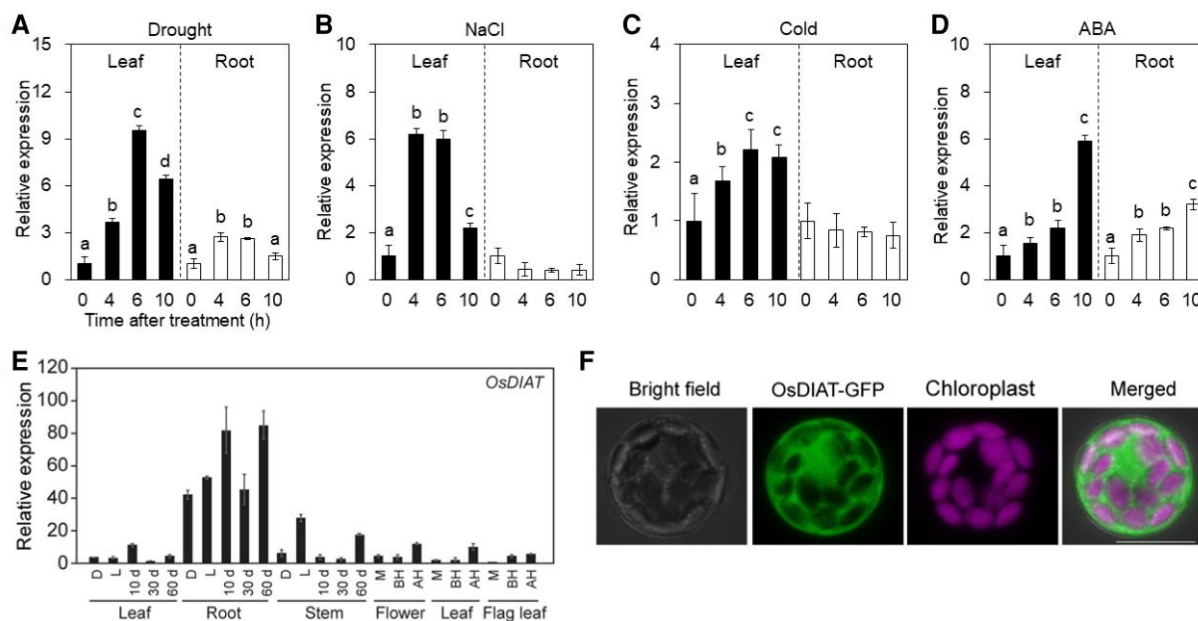 A
Drought
Relative expression
15
12
9
6
3
0
Leaf
Root
a
b
c
d
a
b
b
a
0
4
6
10
0
4
6
10
Time after treatment (h)
B
NaCl
Relative expression
10
8
6
4
2
0
Leaf
Root
a
b
b
c
0
4
6
10
0
4
6
10
C
Cold
Relative expression
4
3
2
1
0
Leaf
Root
a
b
c
c
0
4
6
10
0
4
6
10
D
ABA
Relative expression
10
8
6
4
2
0
Leaf
Root
a
b
b
c
a
b
b
c
0
4
6
10
0
4
6
10
E
OsDIAT
Relative expression
120
100
80
60
40
20
0
D
L
10 d
30 d
60 d
D
L
10 d
30 d
60 d
D
L
10 d
30 d
60 d
M
BH
AH
M
BH
AH
M
BH
AH
Leaf
Root
Stem
Flower
Leaf
Flag leaf
F
Bright field
OsDIAT-GFP
Chloroplast
Merged